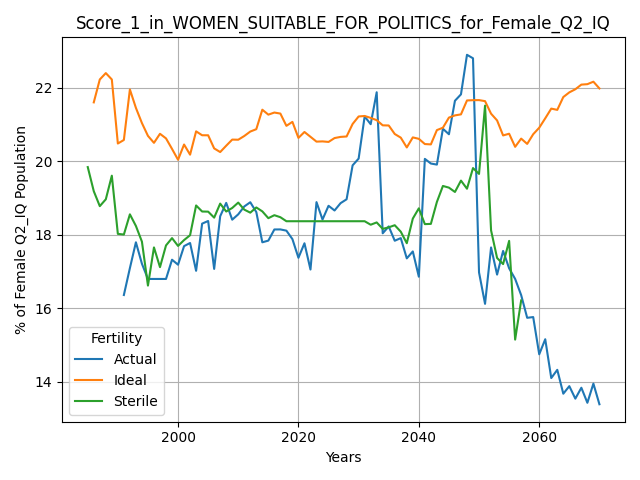 Score_1_in_WOMEN_SUITABLE_FOR_POLITICS_for_Female_Q2_IQ
% of Female Q2_IQ Population
22
20
18
16
14
Fertility
Actual
Ideal
Sterile
2000
2020
2040
2060
Years